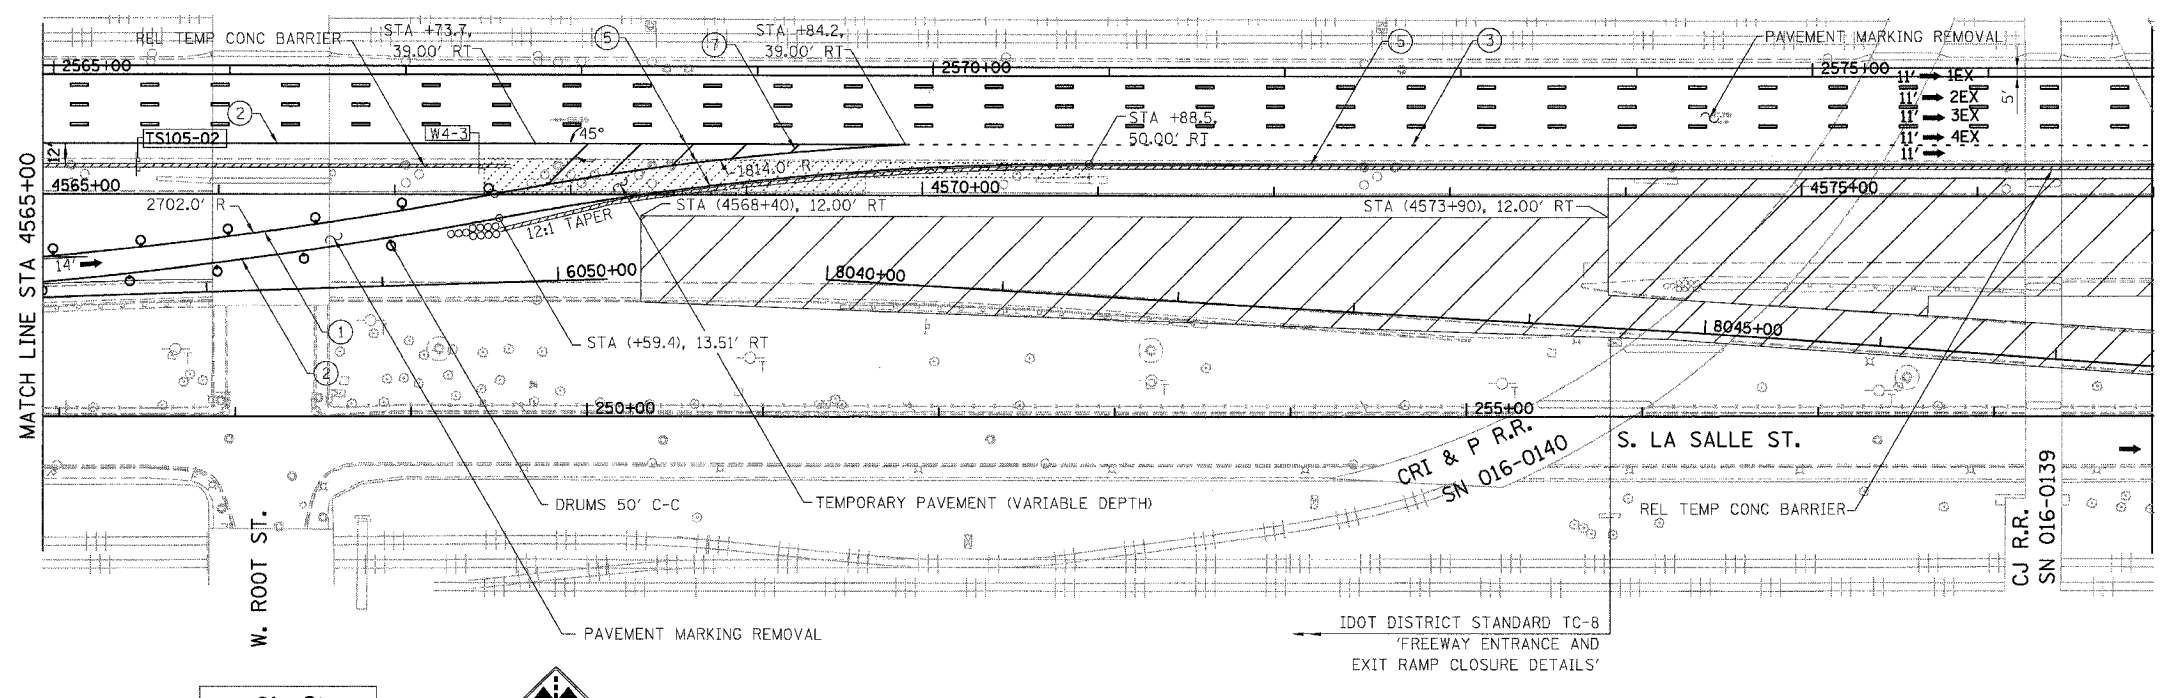 REL TEMP CONC BARRIER
STA +73.7,
39.00' RT
5
7
STA +84.2,
39.00' RT
5
3
PAVEMENT MARKING REMOVAL
2565+00
2570+00
2575+00
11' 1EX
11' 2EX
11' 3EX
11' 4EX
11'
5'
2
TS105-02
W4-3
45°
12'
STA +88.5,
50.00' RT
1814.0' R
4565+00
4570+00
4575+00
2702.0' R
STA (4568+40), 12.00' RT
STA (4573+90), 12.00' RT
12:1 TAPER
14'
6050+00
8040+00
8045+00
MATCH LINE STA 4565+00
1
STA (+59.4), 13.51' RT
2
250+00
255+00
S. LA SALLE ST.
CRI & P R.R.
SN 016-0140
DRUMS 50' C-C
TEMPORARY PAVEMENT (VARIABLE DEPTH)
REL TEMP CONC BARRIER
W. ROOT ST.
CJ R.R.
SN 016-0139
PAVEMENT MARKING REMOVAL
IDOT DISTRICT STANDARD TC-8
'FREEWAY ENTRANCE AND
EXIT RAMP CLOSURE DETAILS'